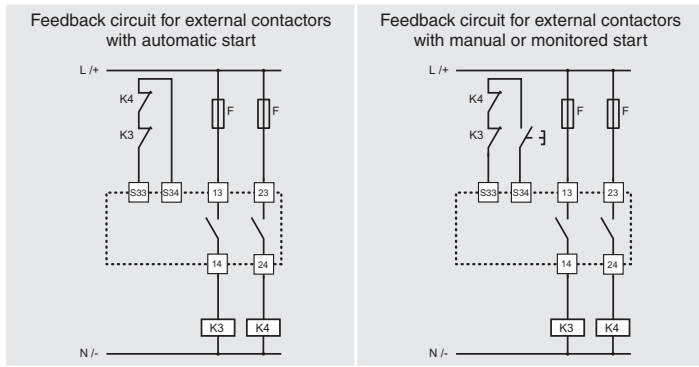 Feedback circuit for external contactors
with automatic start
L /+
K4
F
F
K3
S33
S34
13
23
14
24
K3
K4
N /-
Feedback circuit for external contactors
with manual or monitored start
L /+
K4
F
F
K3
S33
S34
13
23
14
24
K3
K4
N /-